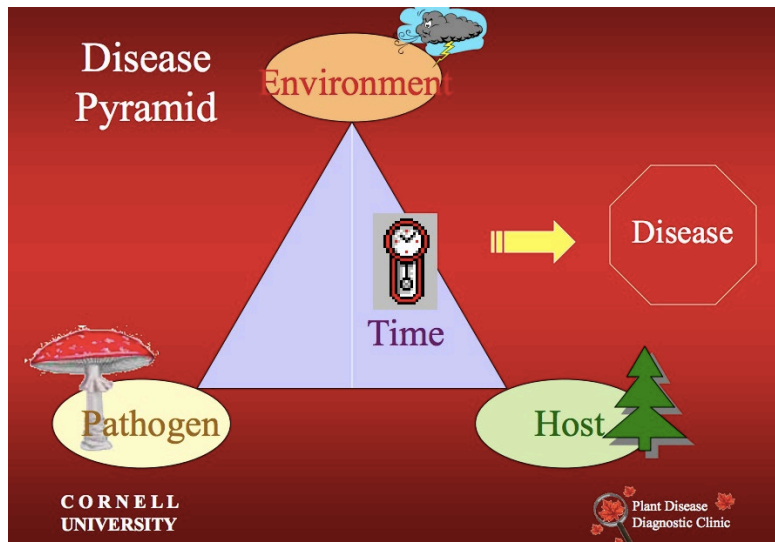 Disease
Pyramid
Environment
Disease
Time
Pathogen
Host
CORNELL
UNIVERSITY
Plant Disease
Diagnostic Clinic